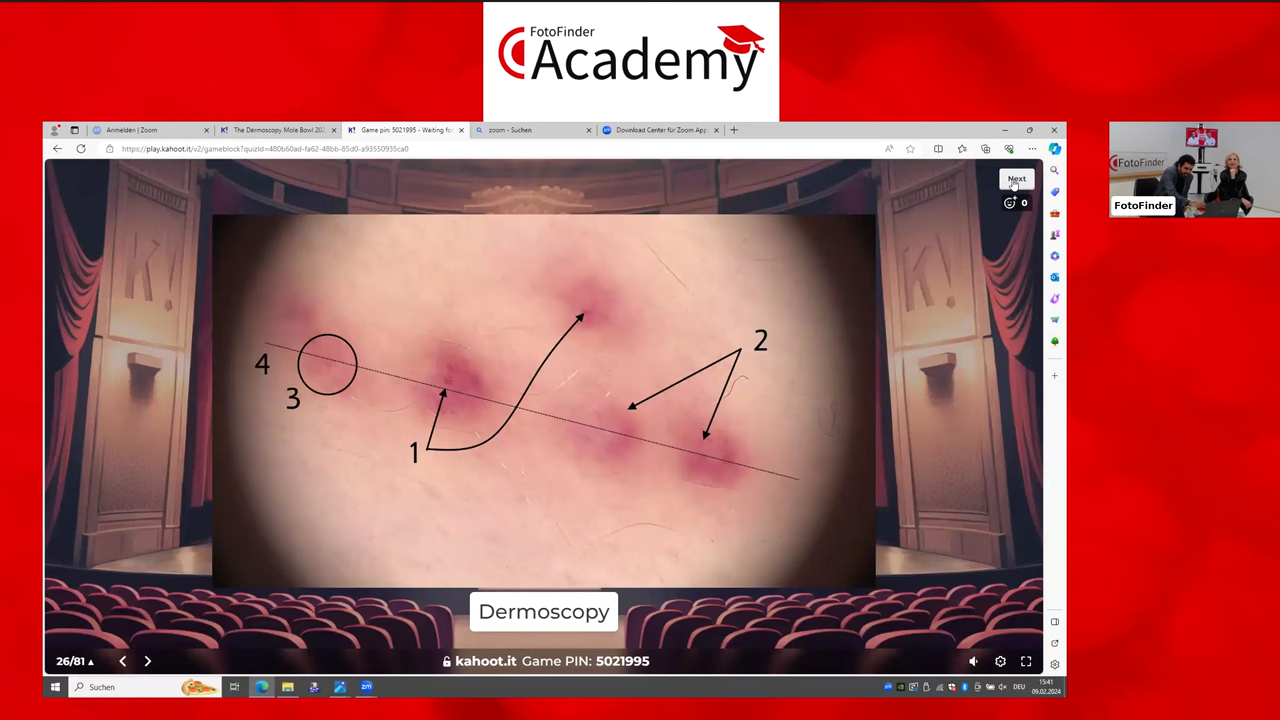 FotoFinder
Academy
Anmelden | Zoom
The Dermoscopy Mole Bowl 202
Game pin: 5021995 - Waiting fo
zoom - Suchen
Download Center für Zoom App
https://play.kahoot.it/v2/gameblock?quizId=480b60ad-fa62-48bb-85d0-a93550935ca0
Next
0
K!
K!
FotoFinder
FotoFinder
2
4
3
1
Dermoscopy
26/81
kahoot.it Game PIN: 5021995
Suchen
zm
DEU
15:41
09.02.2024